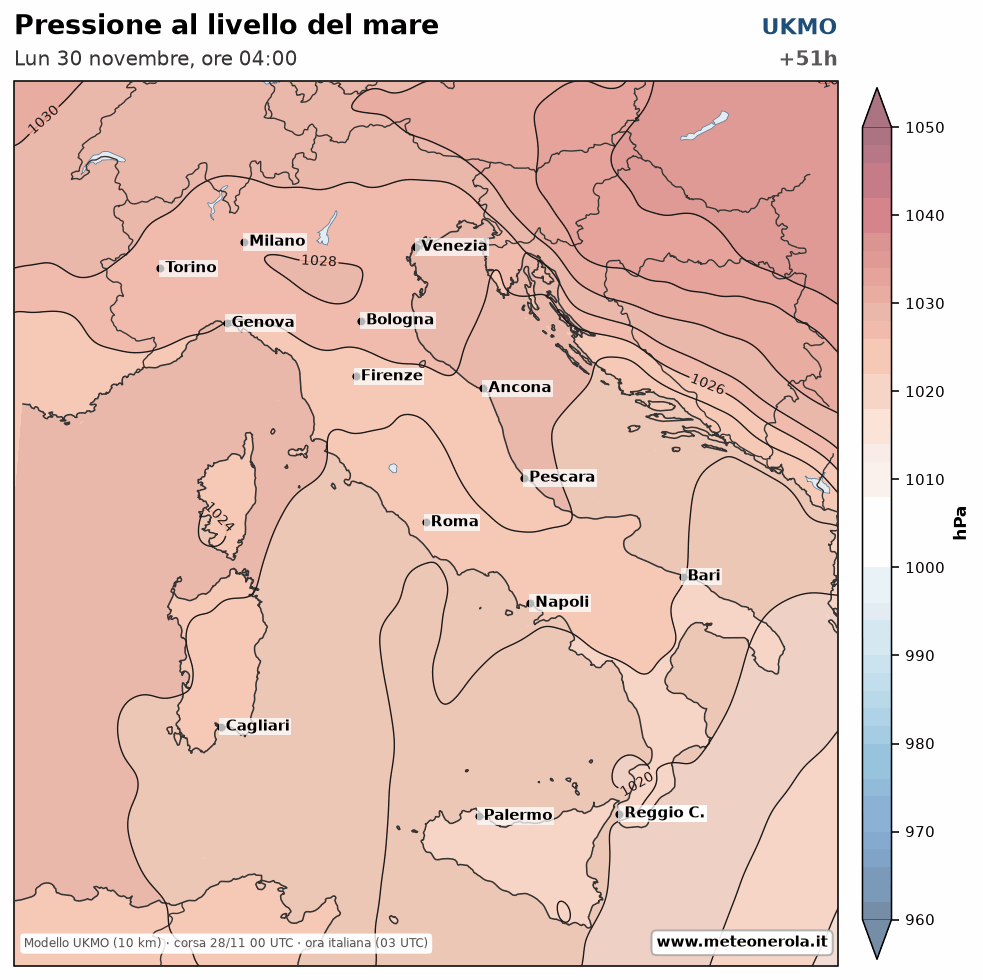 Pressione al livello del mare
UKMO
Lun 30 novembre, ore 04:00
+51h
1030
1050
1040
1030
1020
1010
1000
990
980
970
960
hPa
Milano
Venezia
1028
Torino
Genova
Bologna
Firenze
Ancona
1026
Pescara
1024
Roma
Bari
Napoli
Cagliari
1020
Palermo
Reggio C.
Modello UKMO (10 km) · corsa 28/11 00 UTC · ora italiana (03 UTC)
www.meteonerola.it